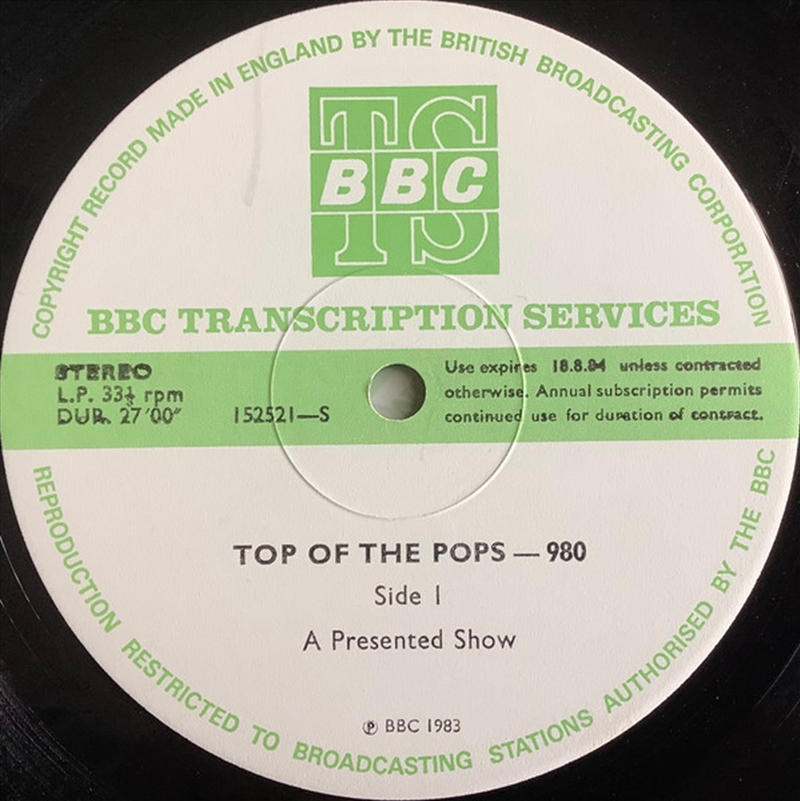 COPYRIGHT RECORD MADE IN ENGLAND BY THE BRITISH BROADCASTING CORPORATION
TS
BBC
BBC TRANSCRIPTION SERVICES
STEREO
L.P. 33⅓ rpm
DUR. 27'00"
152521—S
Use expires 18.8.84 unless contracted
otherwise. Annual subscription permits
continued use for duration of contract.
TOP OF THE POPS — 980
Side 1
A Presented Show
℗ BBC 1983
REPRODUCTION RESTRICTED TO BROADCASTING STATIONS AUTHORISED BY THE BBC